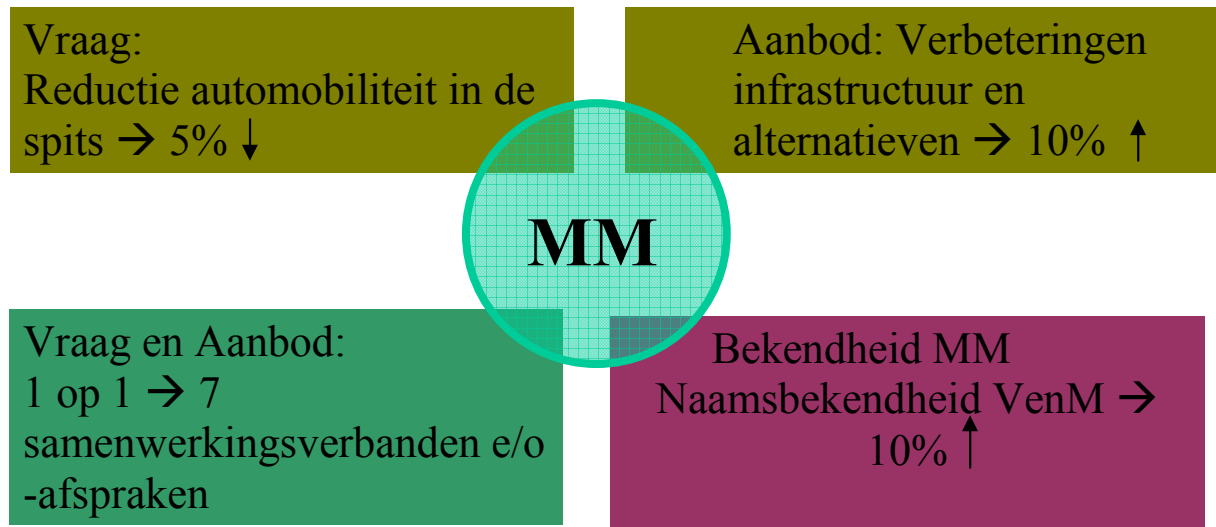 Vraag:
Reductie automobiliteit in de
spits → 5% ↓
Aanbod: Verbeteringen
infrastructuur en
alternatieven → 10% ↑
MM
Vraag en Aanbod:
1 op 1 → 7
samenwerkingsverbanden e/o
-afspraken
Bekendheid MM
Naamsbekendheid VenM →
10% ↑